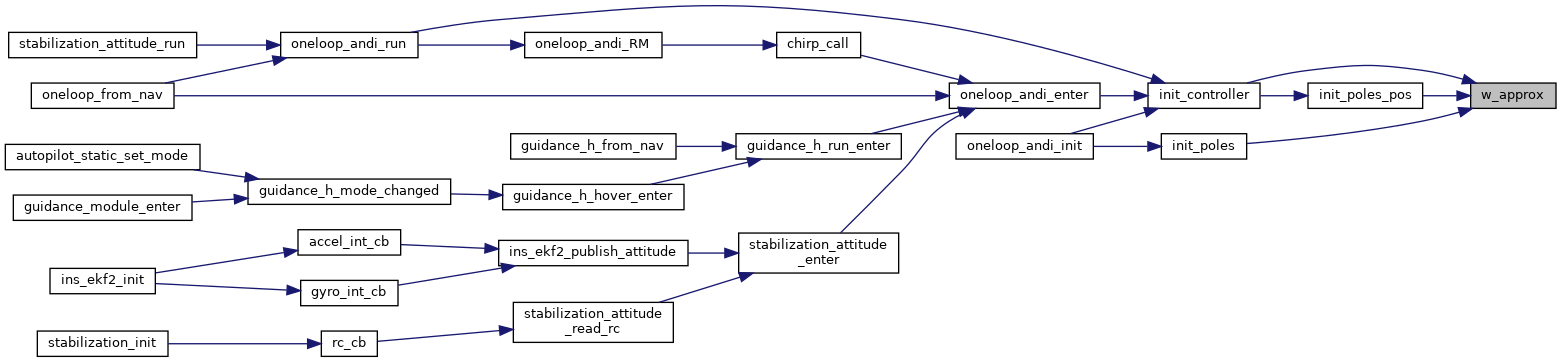 stabilization_attitude_run
oneloop_andi_run
oneloop_andi_RM
chirp_call
oneloop_from_nav
oneloop_andi_enter
init_controller
init_poles_pos
w_approx
autopilot_static_set_mode
guidance_h_from_nav
guidance_h_run_enter
oneloop_andi_init
init_poles
guidance_module_enter
guidance_h_mode_changed
guidance_h_hover_enter
accel_int_cb
ins_ekf2_publish_attitude
stabilization_attitude
_enter
ins_ekf2_init
gyro_int_cb
stabilization_attitude
_read_rc
stabilization_init
rc_cb